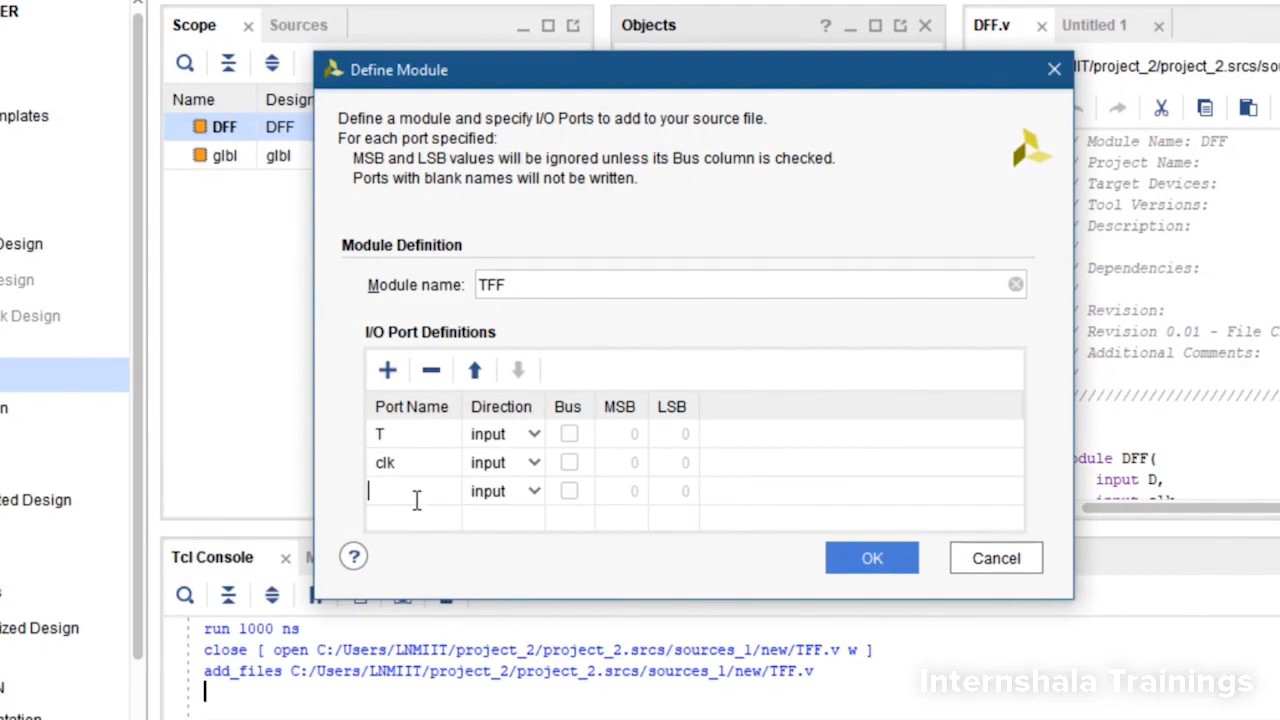 ER
mplates
Design
esign
k Design
n
ted Design
s
ized Design
N
ntation
Scope
Sources
Name
Design
DFF
DFF
glbl
glbl
Objects
?
DFF.v
Untitled 1
IIT/project_2/project_2.srcs/sou
/ Module Name: DFF
/ Project Name:
/ Target Devices:
/ Tool Versions:
/ Description:
/
/ Dependencies:
/
/ Revision:
/ Revision 0.01 - File C
/ Additional Comments:
/
////////////////////////////
odule DFF(
input D,
input clk
Define Module
Define a module and specify I/O Ports to add to your source file.
For each port specified:
MSB and LSB values will be ignored unless its Bus column is checked.
Ports with blank names will not be written.
Module Definition
Module name: TFF
I/O Port Definitions
Port Name Direction Bus MSB LSB
T input 0 0
clk input 0 0
input 0 0
?
OK
Cancel
Tcl Console
M
run 1000 ns
close [ open C:/Users/LNMIIT/project_2/project_2.srcs/sources_1/new/TFF.v w ]
add_files C:/Users/LNMIIT/project_2/project_2.srcs/sources_1/new/TFF.v
Internshala Trainings